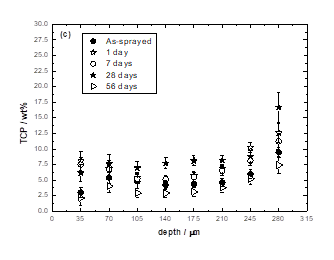 (c)
As-sprayed
1 day
7 days
28 days
56 days
TCP / wt%
30.0
27.5
25.0
22.5
20.0
17.5
15.0
12.5
10.0
7.5
5.0
2.5
0.0
0 35 70 105 140 175 210 245 280 315
depth / μm